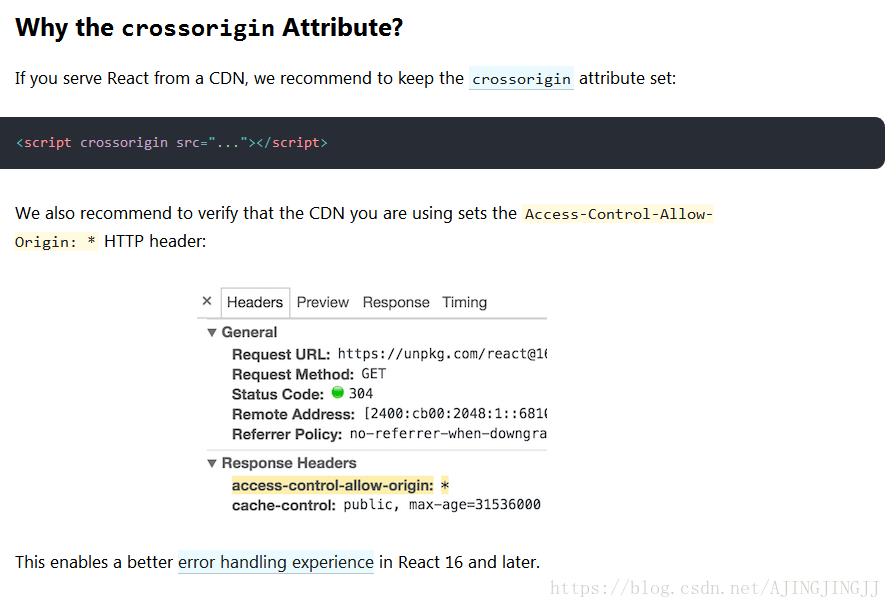 Why the crossorigin Attribute?
If you serve React from a CDN, we recommend to keep the crossorigin attribute set:
<script crossorigin src="..."></script>
We also recommend to verify that the CDN you are using sets the Access-Control-Allow-
Origin: * HTTP header:
× Headers Preview Response Timing
▼ General
Request URL: https://unpkg.com/react@16
Request Method: GET
Status Code: 304
Remote Address: [2400:cb00:2048:1::6810
Referrer Policy: no-referrer-when-downgra
▼ Response Headers
access-control-allow-origin: *
cache-control: public, max-age=31536000
This enables a better error handling experience in React 16 and later.
https://blog.csdn.net/AJINGJINGJJ